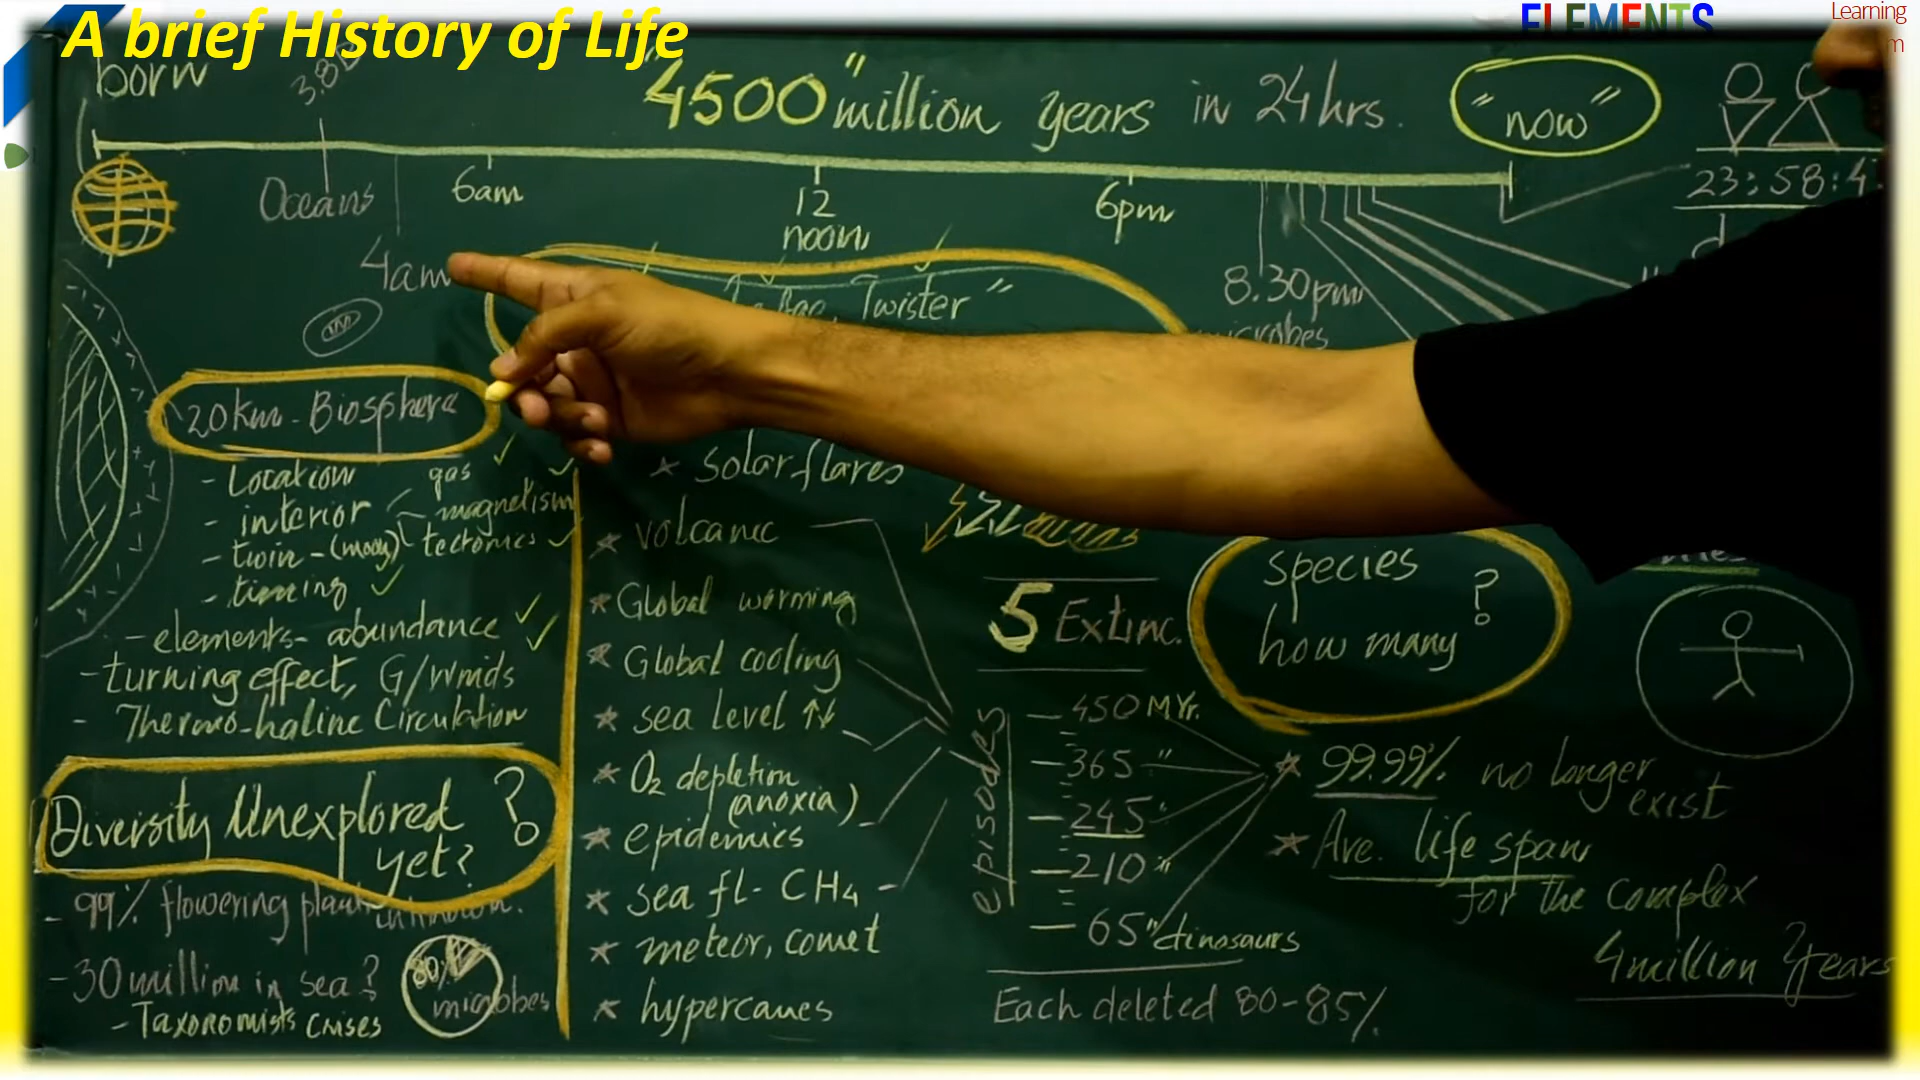 A brief History of Life
ELEMENTS
Learning
born
"4500" million years in 24 hrs.
"now"
23:58:4
Oceans
6am
12
noon
6pm
4am
8.30pm
microbes
Twister"
20km - Biosphere
- Location
gas
- interior
magnetism
- twin - (moon)
tectonics
- timing
- elements - abundance
- turning effect, G/winds
- Thermo-haline Circulation
Diversity Unexplored
yet?
?
- 99% flowering plant unknown.
- 30 million in sea?
- Taxonomists crises
80%
microbes
* Solar flares
* volcanic
* Global warming
* Global cooling
* sea level ↑↓
* O2 depletion
(anoxia)
* epidemics
* sea fl- CH4
* meteor, comet
* hypercanes
5 Extinc.
episodes
450 MYr.
365 "
245 "
210 "
65 " dinosaurs
Each deleted 80-85%
species
how many
?
* 99.99% no longer
exist
* Ave. life span
for the complex
4 million Years